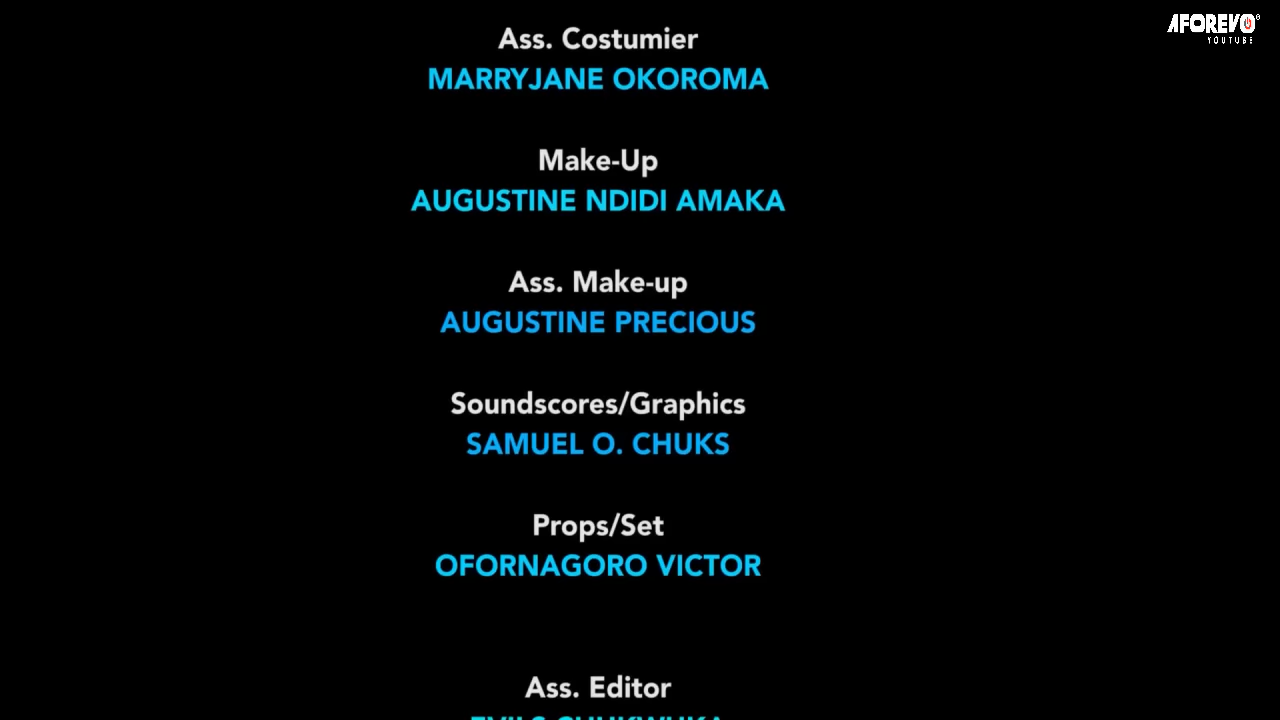 AFOREVO
YOUTUBE
Ass. Costumier
MARRYJANE OKOROMA
Make-Up
AUGUSTINE NDIDI AMAKA
Ass. Make-up
AUGUSTINE PRECIOUS
Soundscores/Graphics
SAMUEL O. CHUKS
Props/Set
OFORNAGORO VICTOR
Ass. Editor